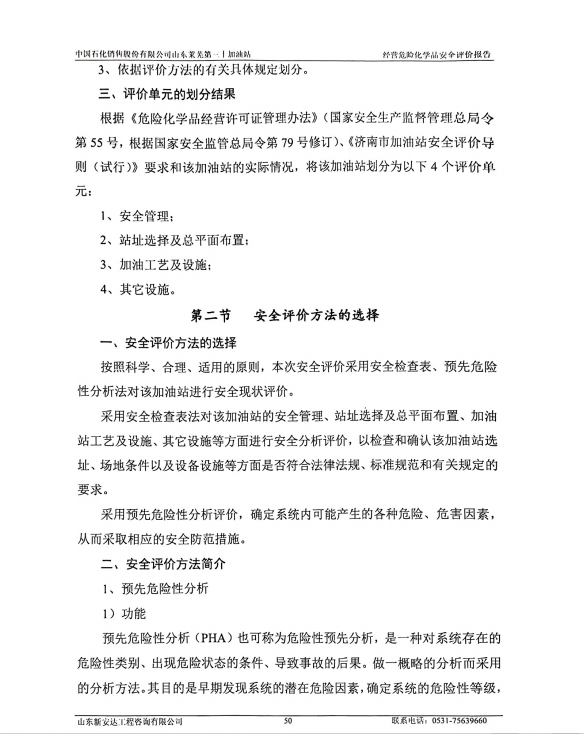 中国石化销售股份有限公司山东莱芜第二十加油站 经营危险化学品安全评价报告
3、依据评价方法的有关具体规定划分。
三、评价单元的划分结果
根据《危险化学品经营许可证管理办法》（国家安全生产监督管理总局令
第 55 号，根据国家安全监管总局令第 79 号修订）、《济南市加油站安全评价导
则（试行）》要求和该加油站的实际情况，将该加油站划分为以下 4 个评价单
元：
1、安全管理；
2、站址选择及总平面布置；
3、加油工艺及设施；
4、其它设施。
第二节 安全评价方法的选择
一、安全评价方法的选择
按照科学、合理、适用的原则，本次安全评价采用安全检查表、预先危险
性分析法对该加油站进行安全现状评价。
采用安全检查表法对该加油站的安全管理、站址选择及总平面布置、加油
站工艺及设施、其它设施等方面进行安全分析评价，以检查和确认该加油站选
址、场地条件以及设备设施等方面是否符合法律法规、标准规范和有关规定的
要求。
采用预先危险性分析评价，确定系统内可能产生的各种危险、危害因素，
从而采取相应的安全防范措施。
二、安全评价方法简介
1、预先危险性分析
1）功能
预先危险性分析（PHA）也可称为危险性预先分析，是一种对系统存在的
危险性类别、出现危险状态的条件、导致事故的后果。做一概略的分析而采用
的分析方法。其目的是早期发现系统的潜在危险因素，确定系统的危险性等级，
山东新安达工程咨询有限公司 50 联系电话：0531-75639660